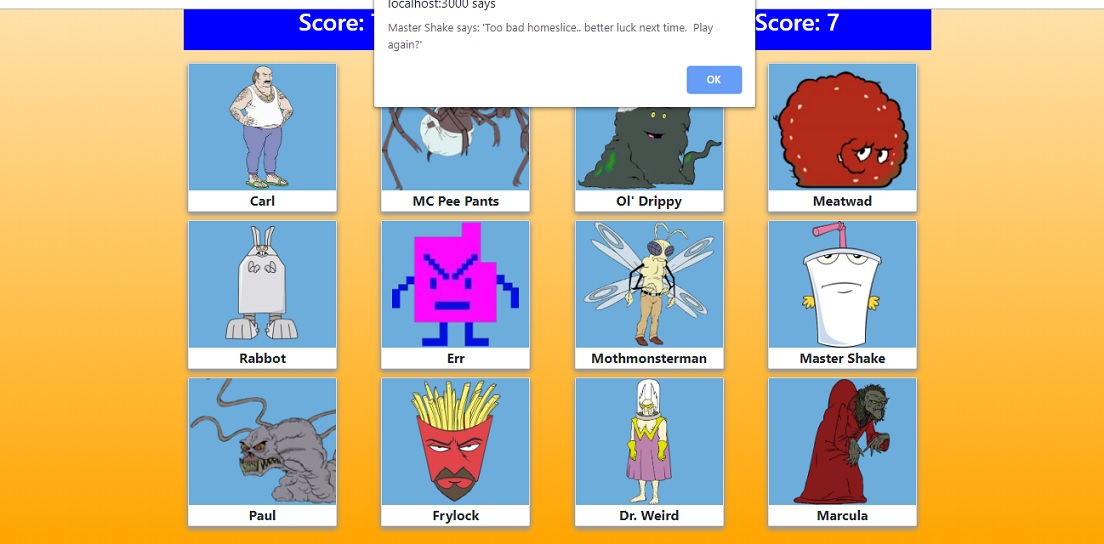 localhost:3000 says
Score:
Score: 7
Master Shake says: 'Too bad homeslice.. better luck next time. Play
again?'
OK
Carl
MC Pee Pants
Ol' Drippy
Meatwad
Rabbot
Err
Mothmonsterman
Master Shake
Paul
Frylock
Dr. Weird
Marcula